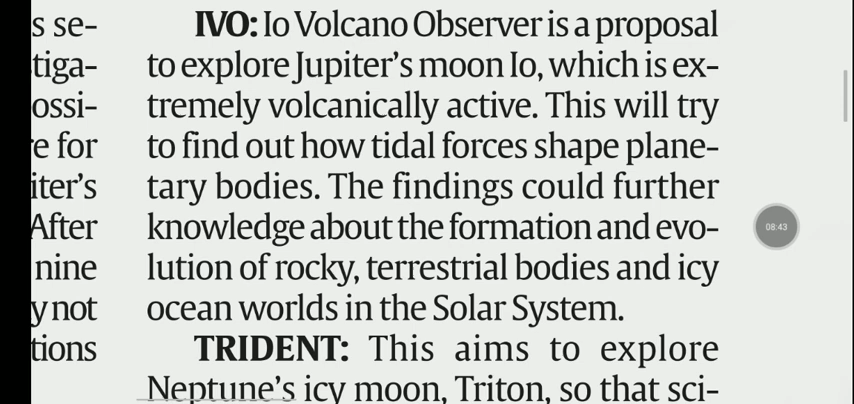 s se-
tiga-
ossi-
re for
iter's
After
nine
y not
tions
IVO: Io Volcano Observer is a proposal
to explore Jupiter's moon Io, which is ex-
tremely volcanically active. This will try
to find out how tidal forces shape plane-
tary bodies. The findings could further
knowledge about the formation and evo-
lution of rocky, terrestrial bodies and icy
ocean worlds in the Solar System.
TRIDENT: This aims to explore
Neptune's icy moon, Triton, so that sci-
08:43